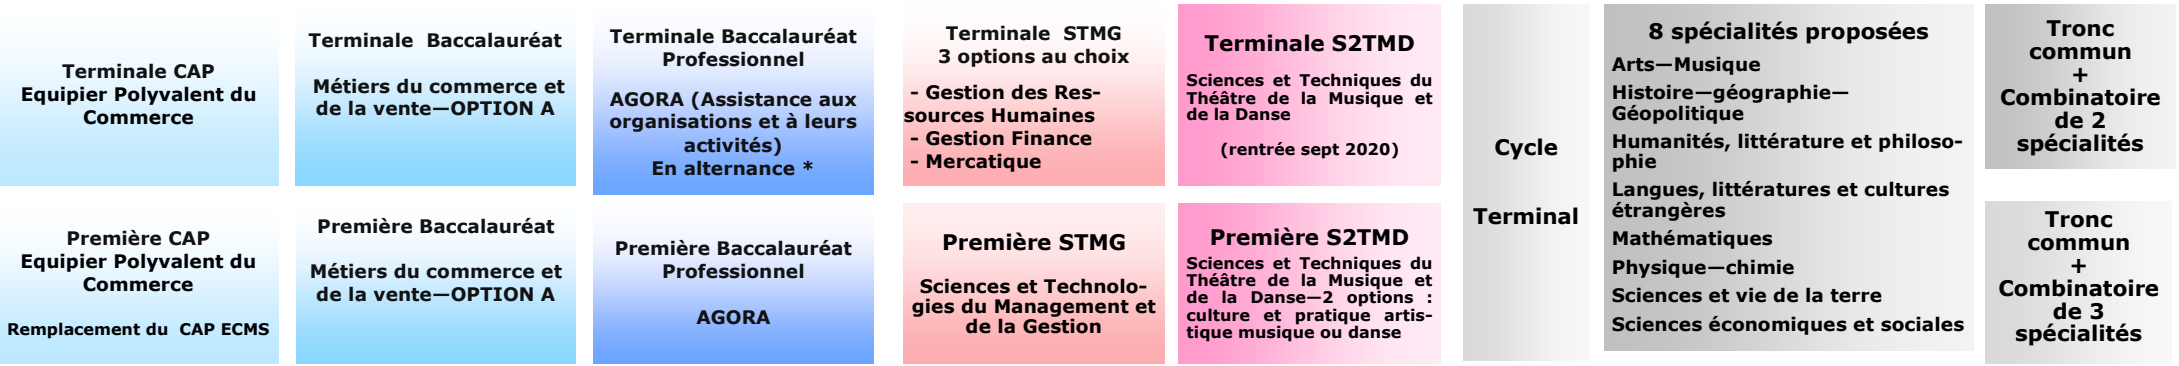 Terminale CAP
Equipier Polyvalent du
Commerce
Terminale Baccalauréat
Métiers du commerce et
de la vente—OPTION A
Terminale Baccalauréat
Professionnel
AGORA (Assistance aux
organisations et à leurs
activités)
En alternance *
Terminale STMG
3 options au choix
- Gestion des Res-
sources Humaines
- Gestion Finance
- Mercatique
Terminale S2TMD
Sciences et Techniques du
Théâtre de la Musique et
de la Danse
(rentrée sept 2020)
Première CAP
Equipier Polyvalent du
Commerce
Remplacement du CAP ECMS
Première Baccalauréat
Métiers du commerce et
de la vente—OPTION A
Première Baccalauréat
Professionnel
AGORA
Première STMG
Sciences et Technolo-
gies du Management et
de la Gestion
Première S2TMD
Sciences et Techniques du
Théâtre de la Musique et
de la Danse—2 options :
culture et pratique artis-
tique musique ou danse
Cycle
Terminal
8 spécialités proposées
Arts—Musique
Histoire—géographie—
Géopolitique
Humanités, littérature et philoso-
phie
Langues, littératures et cultures
étrangères
Mathématiques
Physique—chimie
Sciences et vie de la terre
Sciences économiques et sociales
Tronc
commun
+
Combinatoire
de 2
spécialités
Tronc
commun
+
Combinatoire
de 3
spécialités